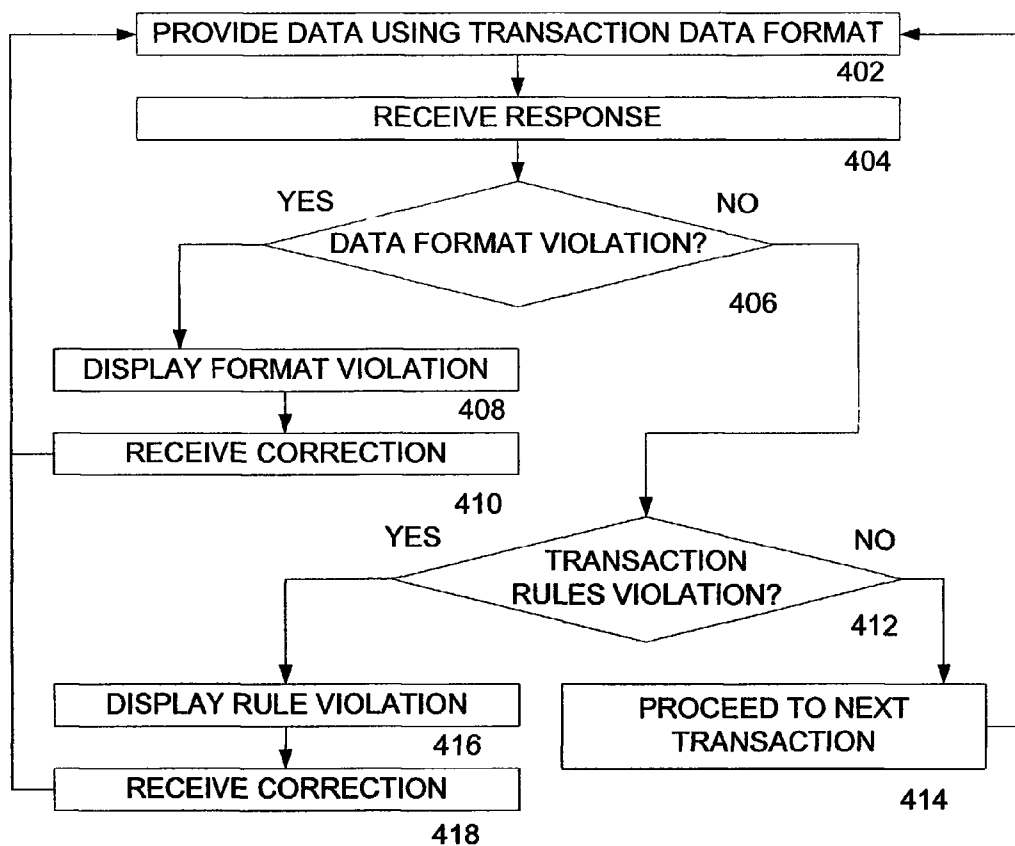 PROVIDE DATA USING TRANSACTION DATA FORMAT
402
RECEIVE RESPONSE
404
YES
NO
DATA FORMAT VIOLATION?
406
DISPLAY FORMAT VIOLATION
408
RECEIVE CORRECTION
410
YES
NO
TRANSACTION
RULES VIOLATION?
412
DISPLAY RULE VIOLATION
416
RECEIVE CORRECTION
418
PROCEED TO NEXT
TRANSACTION
414